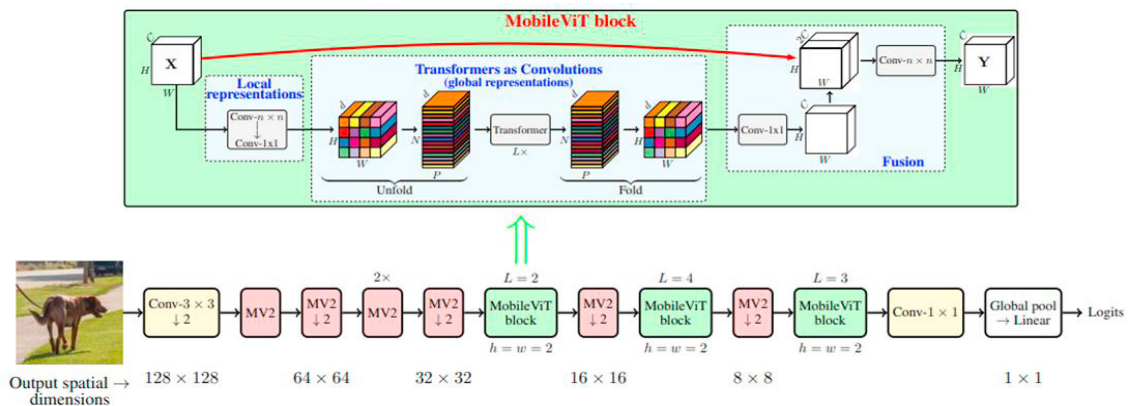 MobileViT block
C
H
X
W
Local
representations
Conv-n × n
Conv-1x1
Transformers as Convolutions
(global representations)
d
H
W
d
N
P
Unfold
Transformer
L×
d
N
P
d
H
W
Fold
Conv-1x1
C
H
W
2C
H
W
Conv-n × n
Fusion
C
H
Y
W
Conv-3 × 3
↓ 2
MV2
MV2
↓ 2
2×
MV2
MV2
↓ 2
L = 2
MobileViT
block
h = w = 2
MV2
↓ 2
L = 4
MobileViT
block
h = w = 2
MV2
↓ 2
L = 3
MobileViT
block
h = w = 2
Conv-1 × 1
Global pool
→ Linear
Logits
Output spatial →
dimensions
128 × 128
64 × 64
32 × 32
16 × 16
8 × 8
1 × 1